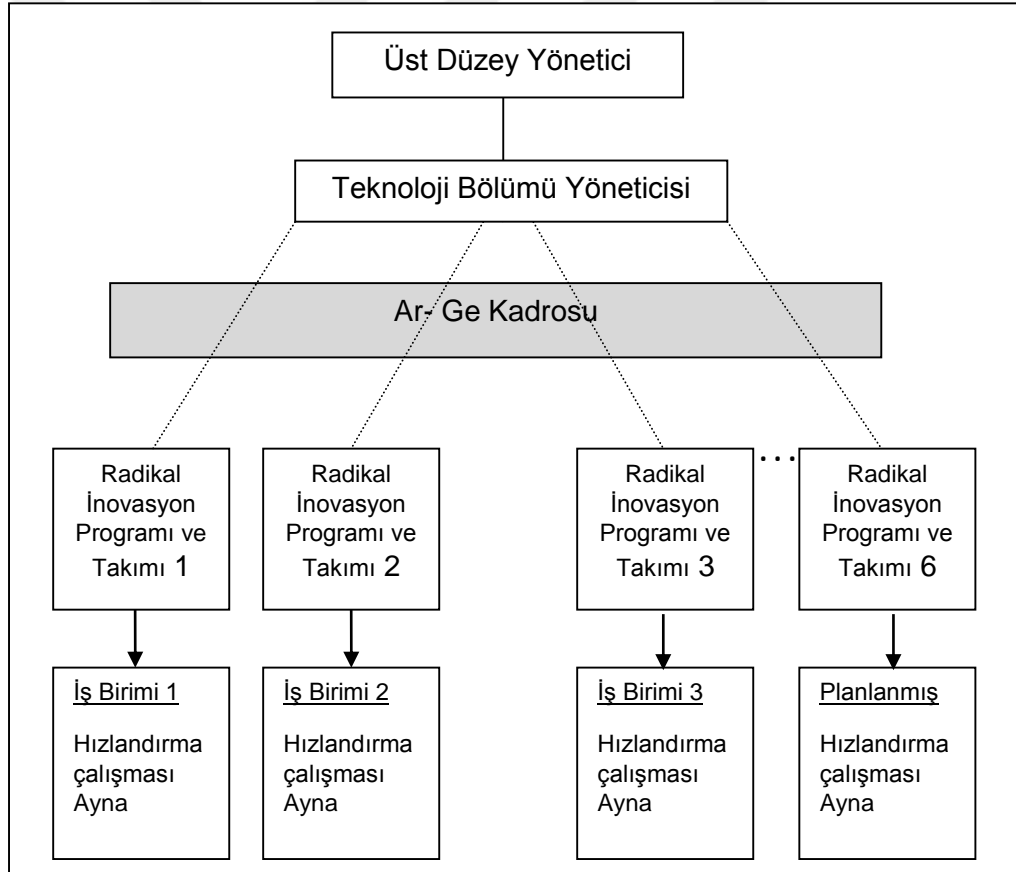 Üst Düzey Yönetici
Teknoloji Bölümü Yöneticisi
Ar- Ge Kadrosu
Radikal
İnovasyon
Programı ve
Takımı 1
Radikal
İnovasyon
Programı ve
Takımı 2
Radikal
İnovasyon
Programı ve
Takımı 3
...
Radikal
İnovasyon
Programı ve
Takımı 6
İş Birimi 1
Hızlandırma
çalışması
Ayna
İş Birimi 2
Hızlandırma
çalışması
Ayna
İş Birimi 3
Hızlandırma
çalışması
Ayna
Planlanmış
Hızlandırma
çalışması
Ayna